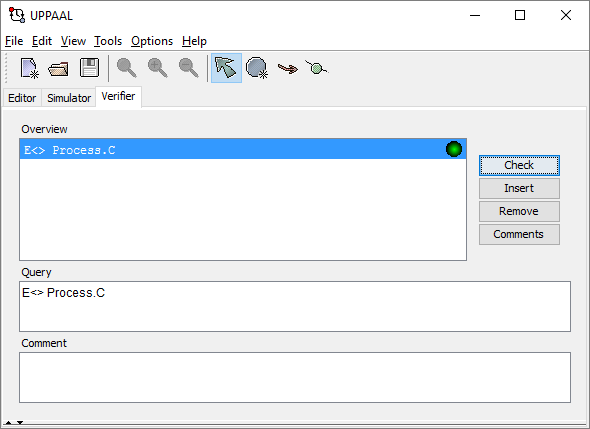 UPPAAL
File Edit View Tools Options Help
Editor Simulator Verifier
Overview
E<> Process.C
Check
Insert
Remove
Comments
Query
E<> Process.C
Comment